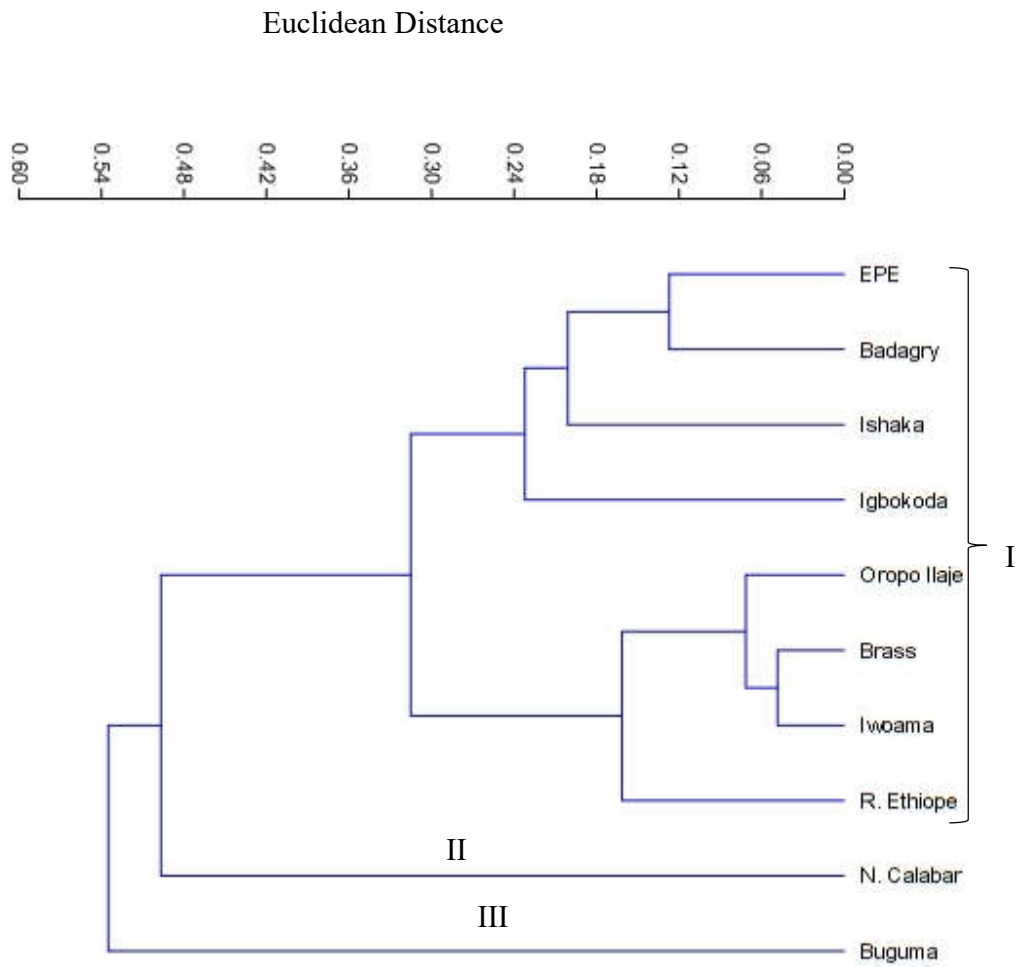 Euclidean Distance
0.60 0.54 0.48 0.42 0.36 0.30 0.24 0.18 0.12 0.06 0.00
EPE
Badagry
Ishaka
Igbokoda
Oropo Ilaje
I
Brass
Iwoama
R. Ethiope
II
N. Calabar
III
Buguma